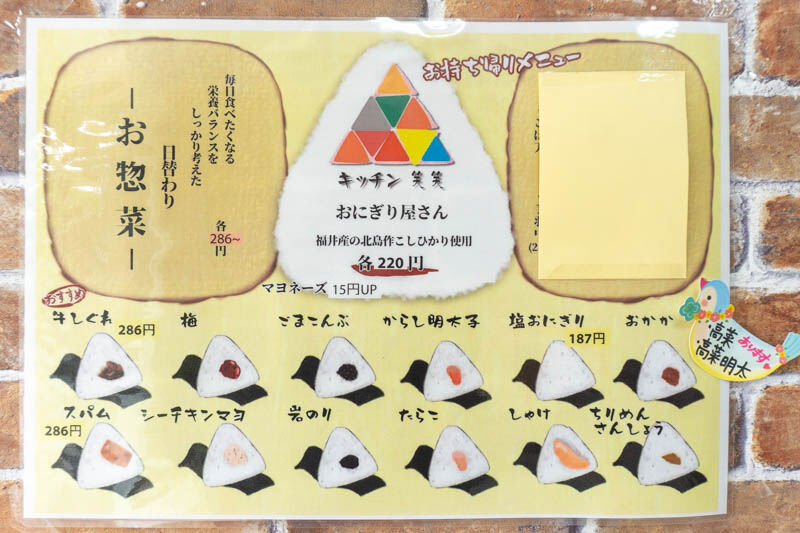 お持ち帰りメニュー
毎日食べたくなる
栄養バランスを
しっかり考えた
日替わり
お惣菜
各
286~
円
キッチン 笑笑
おにぎり屋さん
福井産の北島作こしひかり使用
各220円
マヨネーズ 15円UP
おすすめ
牛しぐれ
286円
梅
ごまこんぶ
からし明太子
塩おにぎり
187円
おかか
・高菜
・高菜明太
あります
スパム
286円
シーチキンマヨ
岩のり
たらこ
しゃけ
ちりめん
さんしょう